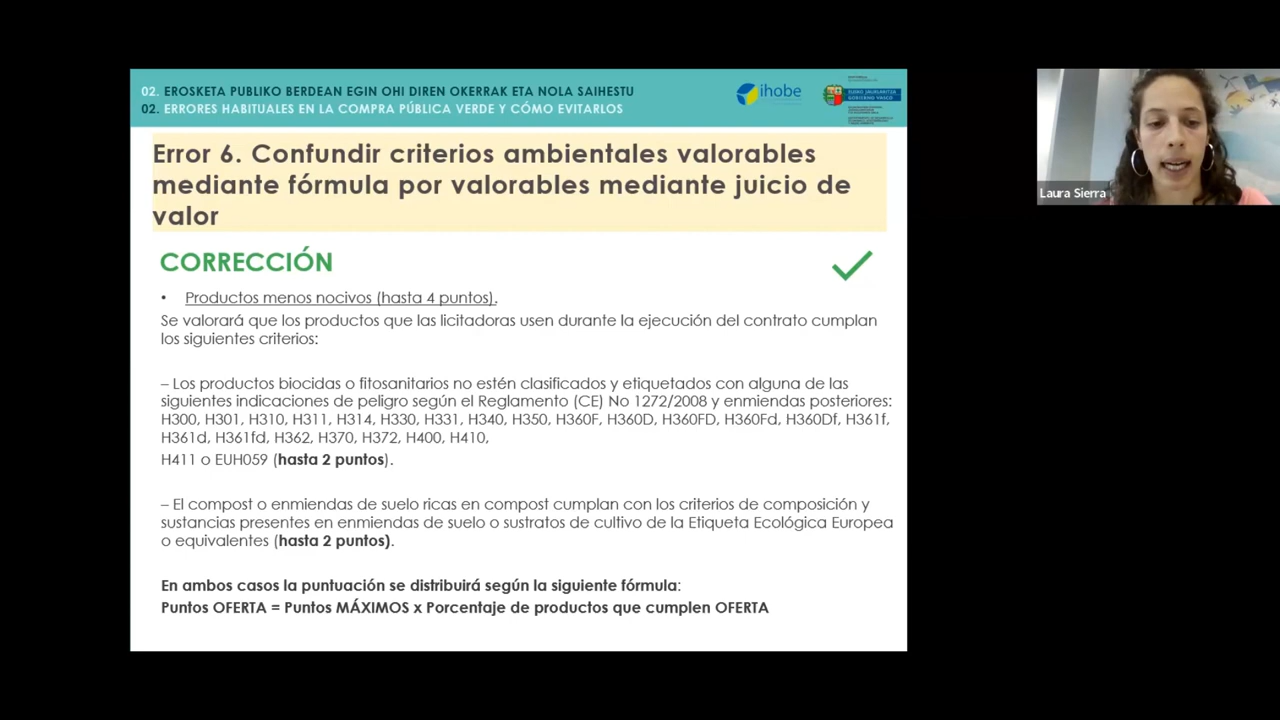 02. EROSKETA PUBLIKO BERDEAN EGIN OHI DIREN OKERRAK ETA NOLA SAIHESTU
02. ERRORES HABITUALES EN LA COMPRA PÚBLICA VERDE Y CÓMO EVITARLOS
ihobe
EUSKO JAURLARITZA
GOBIERNO VASCO
Laura Sierra
Error 6. Confundir criterios ambientales valorables
mediante fórmula por valorables mediante juicio de
valor
CORRECCIÓN
• Productos menos nocivos (hasta 4 puntos).
Se valorará que los productos que las licitadoras usen durante la ejecución del contrato cumplan
los siguientes criterios:
– Los productos biocidas o fitosanitarios no estén clasificados y etiquetados con alguna de las
siguientes indicaciones de peligro según el Reglamento (CE) No 1272/2008 y enmiendas posteriores:
H300, H301, H310, H311, H314, H330, H331, H340, H350, H360F, H360D, H360FD, H360Fd, H360Df, H361f,
H361d, H361fd, H362, H370, H372, H400, H410,
H411 o EUH059 (hasta 2 puntos).
– El compost o enmiendas de suelo ricas en compost cumplan con los criterios de composición y
sustancias presentes en enmiendas de suelo o sustratos de cultivo de la Etiqueta Ecológica Europea
o equivalentes (hasta 2 puntos).
En ambos casos la puntuación se distribuirá según la siguiente fórmula:
Puntos OFERTA = Puntos MÁXIMOS x Porcentaje de productos que cumplen OFERTA